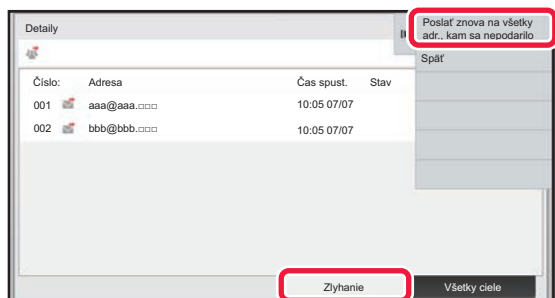 Detaily
Poslať znova na všetky
adr., kam sa nepodarilo
Späť
Číslo: Adresa Čas spust. Stav
001 aaa@aaa.□□□ 10:05 07/07
002 bbb@bbb.□□□ 10:05 07/07
Zlyhanie Všetky ciele